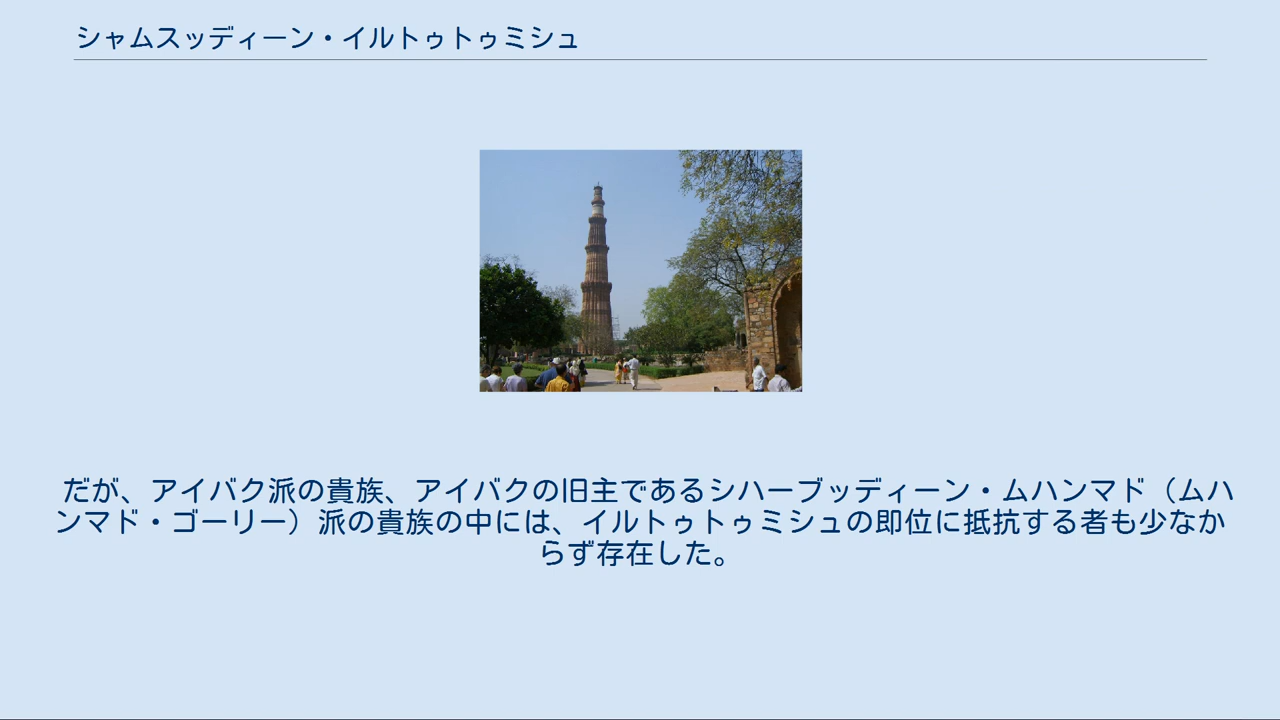 シャムスッディーン・イルトゥトゥミシュ
だが、アイバク派の貴族、アイバクの旧主であるシハーブッディーン・ムハンマド（ムハ
ンマド・ゴーリー）派の貴族の中には、イルトゥトゥミシュの即位に抵抗する者も少なか
らず存在した。